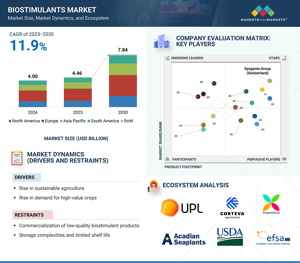 BIOSTIMULANTS MARKET
Market Size, Market Dynamics, and Ecosystem
MARKETSandMARKETS
CAGR OF 2025–2030
11.9%
4.00
4.46
7.84
2024
2025
2030
North America
Europe
Asia Pacific
South America
RoW
MARKET SIZE (USD BILLION)
COMPANY EVALUATION MATRIX:
KEY PLAYERS
EMERGING LEADERS
STARS
Syngenta Group
(Switzerland)
MARKET SHARE/RANK
PARTICIPANTS
PERVASIVE PLAYERS
PRODUCT FOOTPRINT
MARKET DYNAMICS
(DRIVERS AND RESTRAINTS)
DRIVERS
Rise in sustainable agriculture
Rise in demand for high-value crops
RESTRAINTS
Commercialization of low-quality biostimulant products
Storage complexities and limited shelf life
ECOSYSTEM ANALYSIS
UPL
CORTEVA
agriscience
Acadian
Seaplants
USDA
efsa